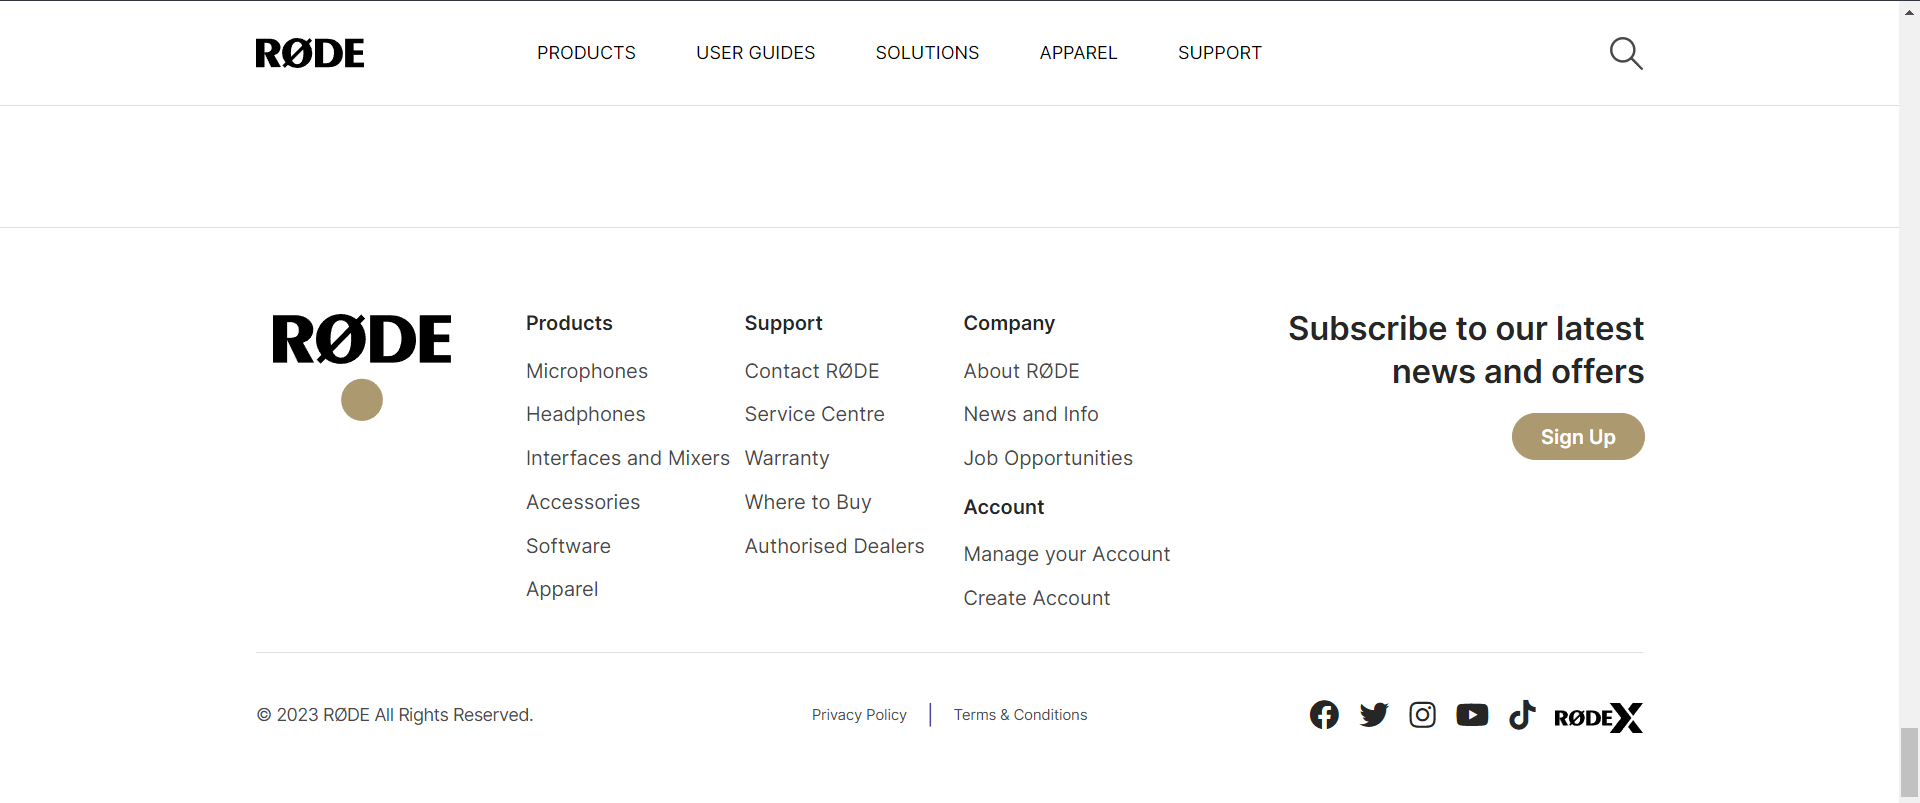 RØDE
PRODUCTS
USER GUIDES
SOLUTIONS
APPAREL
SUPPORT
RØDE
Products
Microphones
Headphones
Interfaces and Mixers
Accessories
Software
Apparel
Support
Contact RØDE
Service Centre
Warranty
Where to Buy
Authorised Dealers
Company
About RØDE
News and Info
Job Opportunities
Account
Manage your Account
Create Account
Subscribe to our latest
news and offers
Sign Up
© 2023 RØDE All Rights Reserved.
Privacy Policy
Terms & Conditions
RØDEX